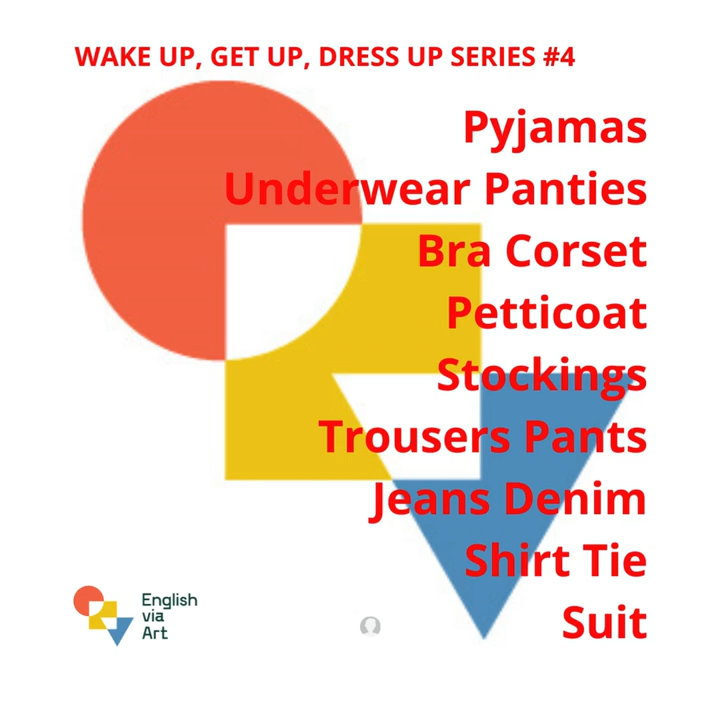 WAKE UP, GET UP, DRESS UP SERIES #4
Pyjamas
Underwear Panties
Bra Corset
Petticoat
Stockings
Trousers Pants
Jeans Denim
Shirt Tie
Suit
English
via
Art